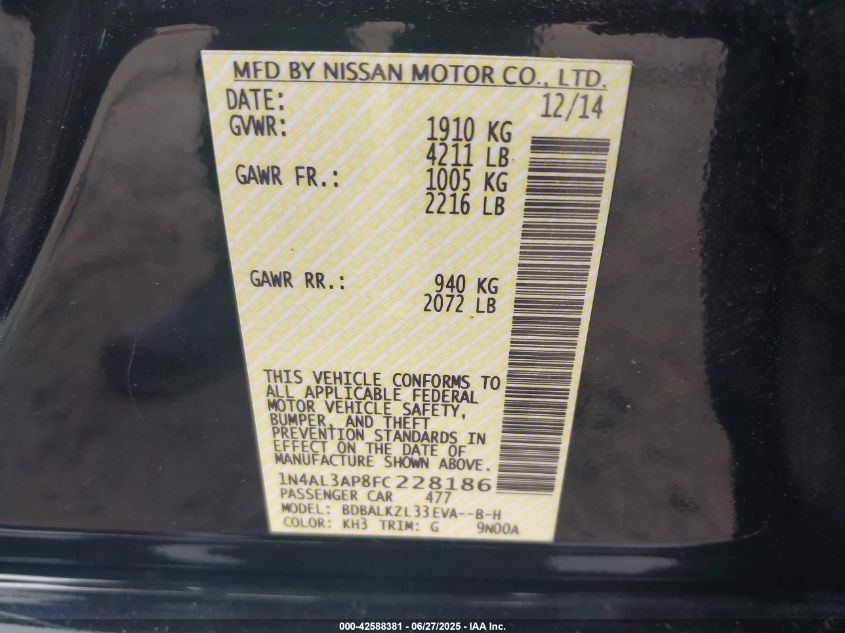 MFD BY NISSAN MOTOR CO., LTD.
DATE: 12/14
GVWR: 1910 KG
4211 LB
GAWR FR.: 1005 KG
2216 LB
GAWR RR.: 940 KG
2072 LB
THIS VEHICLE CONFORMS TO
ALL APPLICABLE FEDERAL
MOTOR VEHICLE SAFETY,
BUMPER, AND THEFT
PREVENTION STANDARDS IN
EFFECT ON THE DATE OF
MANUFACTURE SHOWN ABOVE.
1N4AL3AP8FC228186
PASSENGER CAR 477
MODEL: BDBALKZL33EVA--B-H
COLOR: KH3 TRIM: G 9N00A
000-42588381 | 06/27/2025 - IAA Inc.